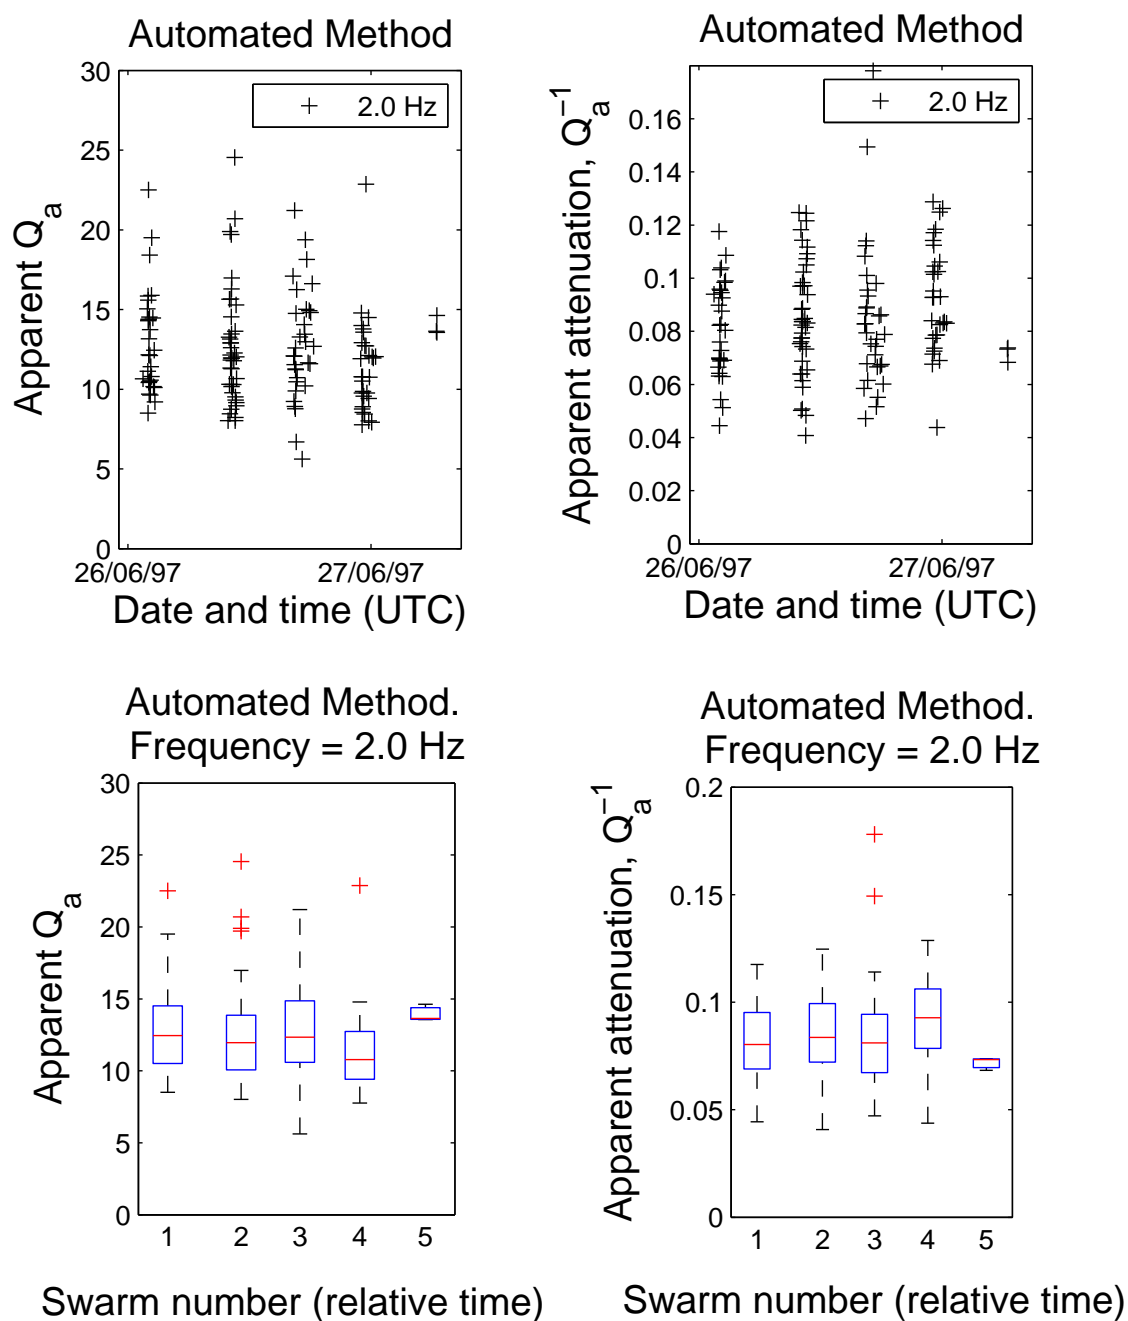 Automated Method
30
25
20
15
10
5
0
Apparent Q_a
2.0 Hz
26/06/97 27/06/97
Date and time (UTC)
Automated Method
0.16
0.14
0.12
0.1
0.08
0.06
0.04
0.02
0
Apparent attenuation, Q_a^−1
2.0 Hz
26/06/97 27/06/97
Date and time (UTC)
Automated Method.
Frequency = 2.0 Hz
30
25
20
15
10
5
0
Apparent Q_a
1 2 3 4 5
Swarm number (relative time)
Automated Method.
Frequency = 2.0 Hz
0.2
0.15
0.1
0.05
0
Apparent attenuation, Q_a^−1
1 2 3 4 5
Swarm number (relative time)